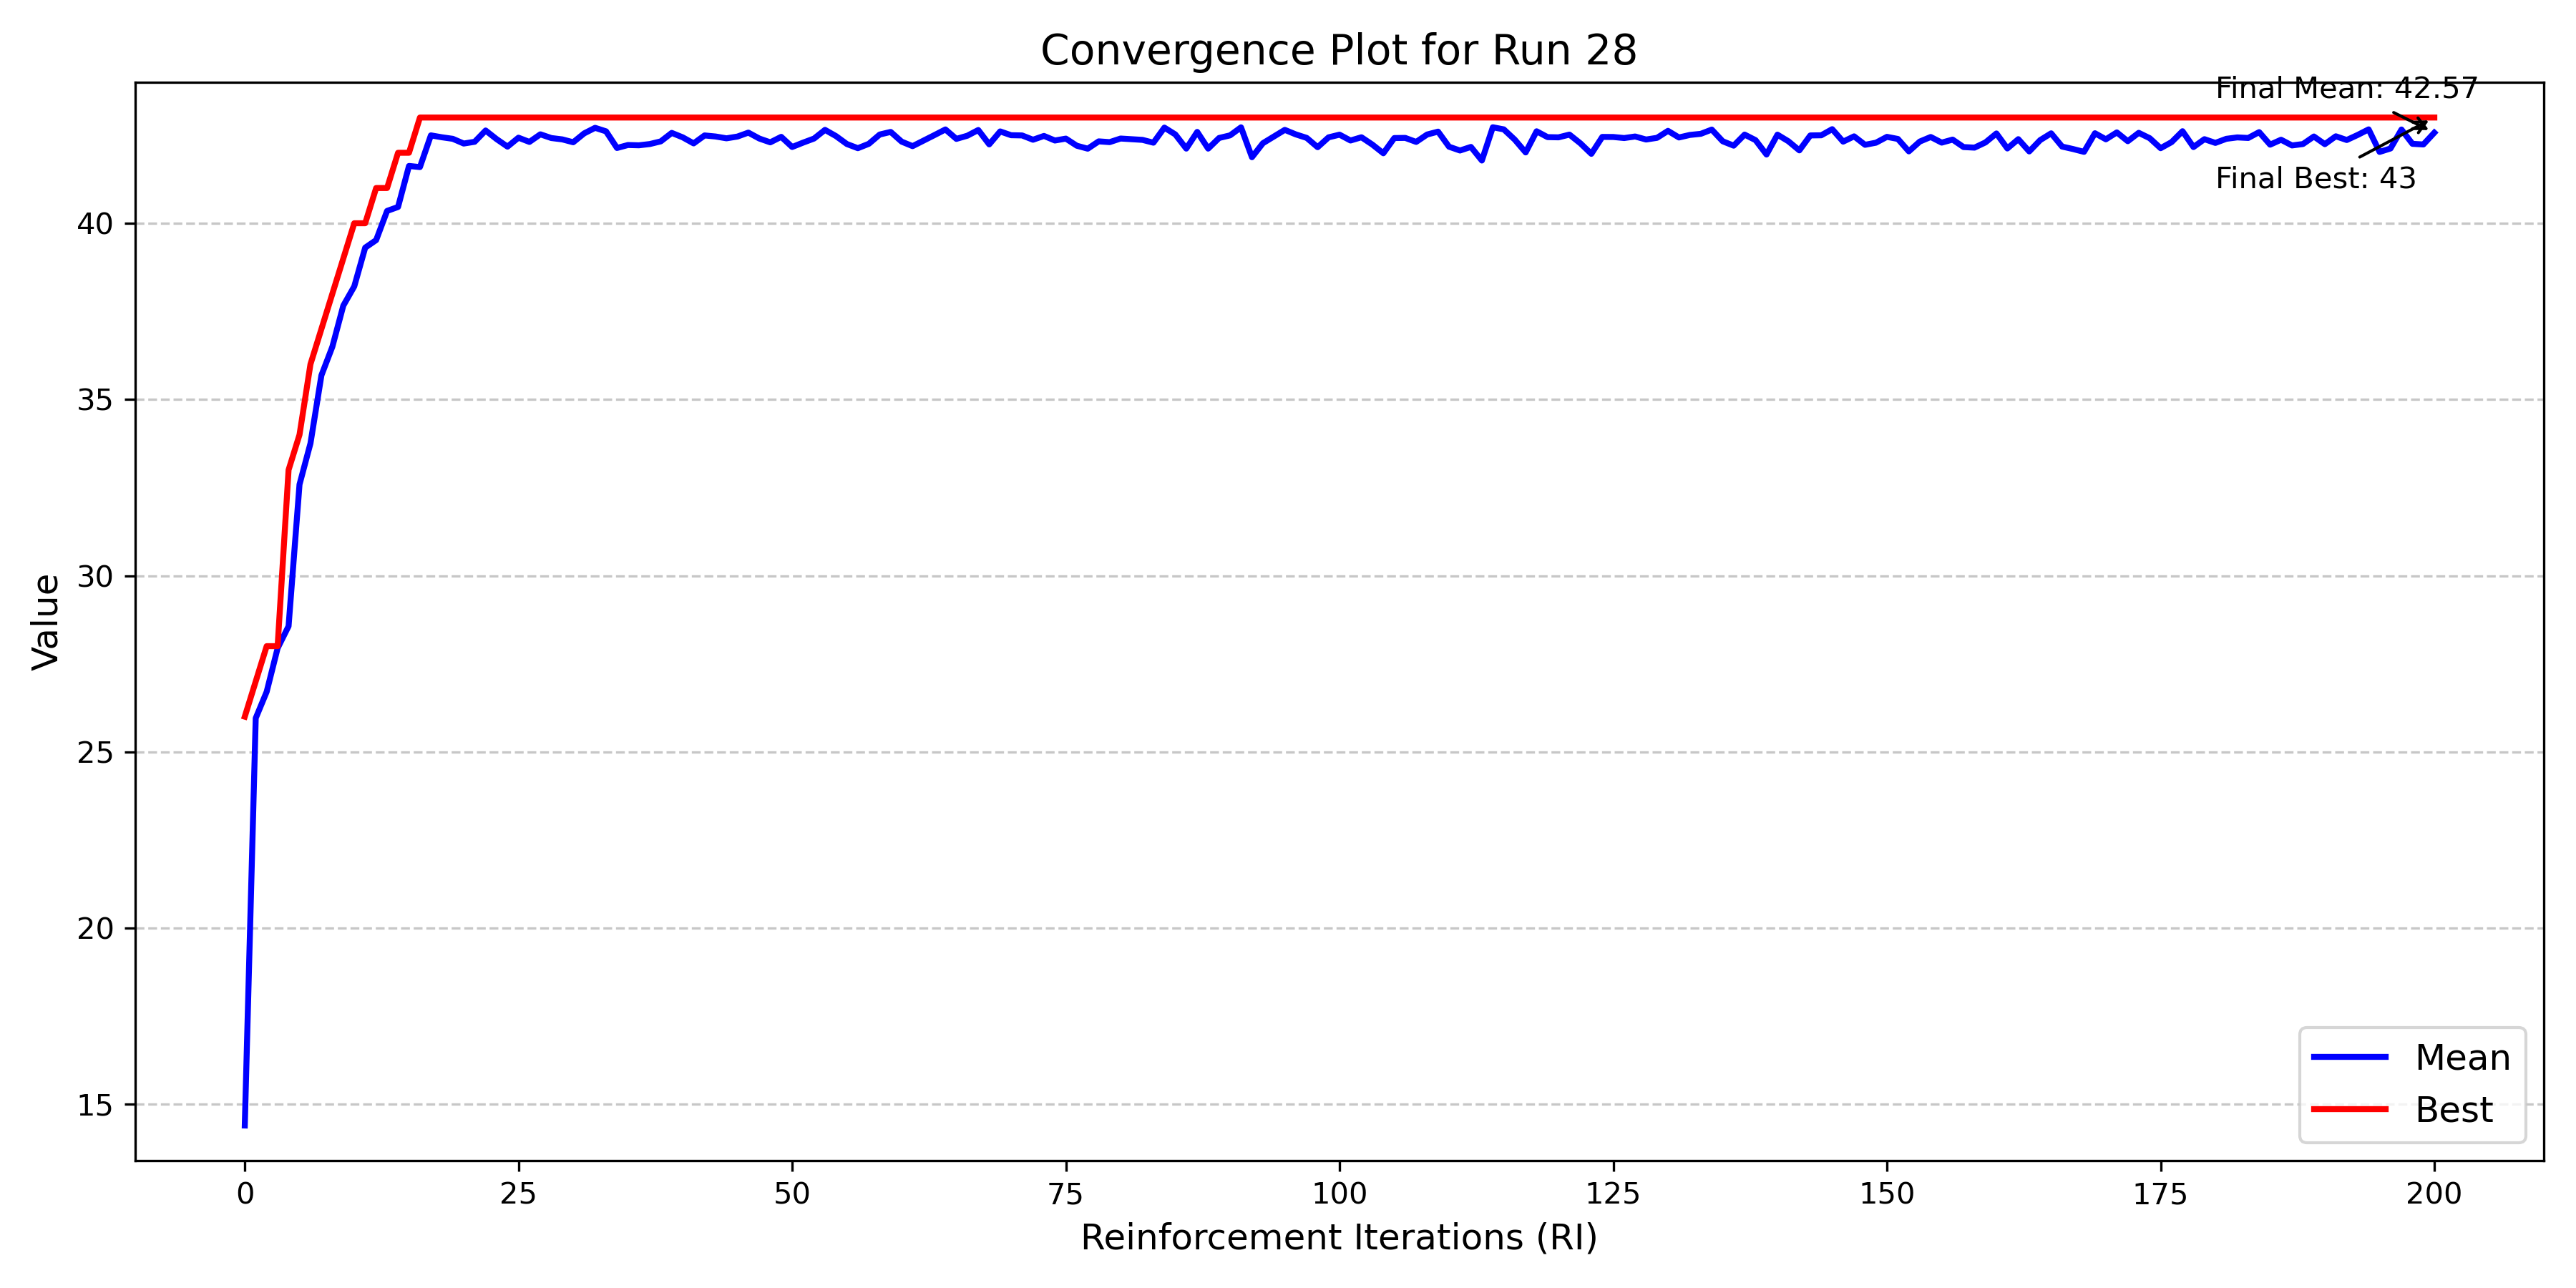 Convergence Plot for Run 28
Final Mean: 42.57
Final Best: 43
Value
40
35
30
25
20
15
0 25 50 75 100 125 150 175 200
Reinforcement Iterations (RI)
Mean
Best